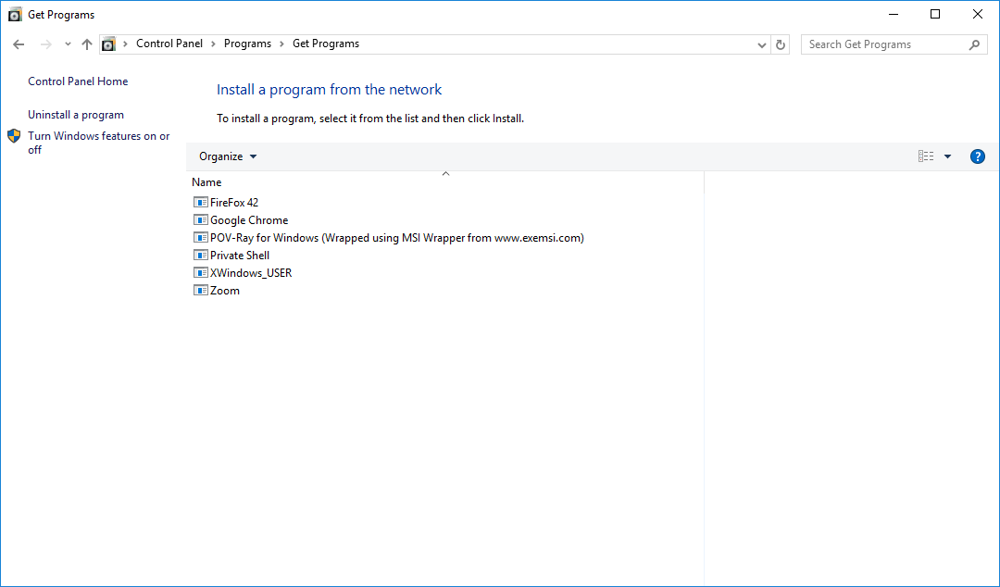 Get Programs
Control Panel > Programs > Get Programs
Search Get Programs
Control Panel Home
Install a program from the network
Uninstall a program
To install a program, select it from the list and then click Install.
Turn Windows features on or
off
Organize
?
Name
FireFox 42
Google Chrome
POV-Ray for Windows (Wrapped using MSI Wrapper from www.exemsi.com)
Private Shell
XWindows_USER
Zoom